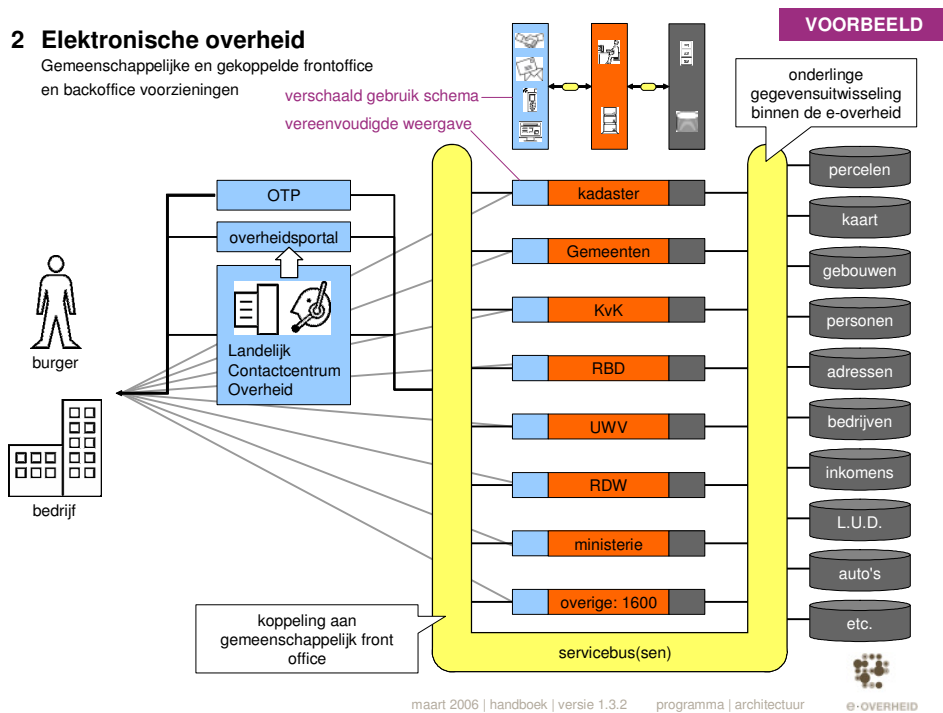 VOORBEELD
2 Elektronische overheid
Gemeenschappelijke en gekoppelde frontoffice
en backoffice voorzieningen
verschaald gebruik schema
vereenvoudigde weergave
onderlinge
gegevensuitwisseling
binnen de e-overheid
OTP
overheidsportal
Landelijk
Contactcentrum
Overheid
burger
bedrijf
kadaster
Gemeenten
KvK
RBD
UWV
RDW
ministerie
overige: 1600
percelen
kaart
gebouwen
personen
adressen
bedrijven
inkomens
L.U.D.
auto's
etc.
koppeling aan
gemeenschappelijk front
office
servicebus(sen)
maart 2006 | handboek | versie 1.3.2 programma | architectuur
e-OVERHEID